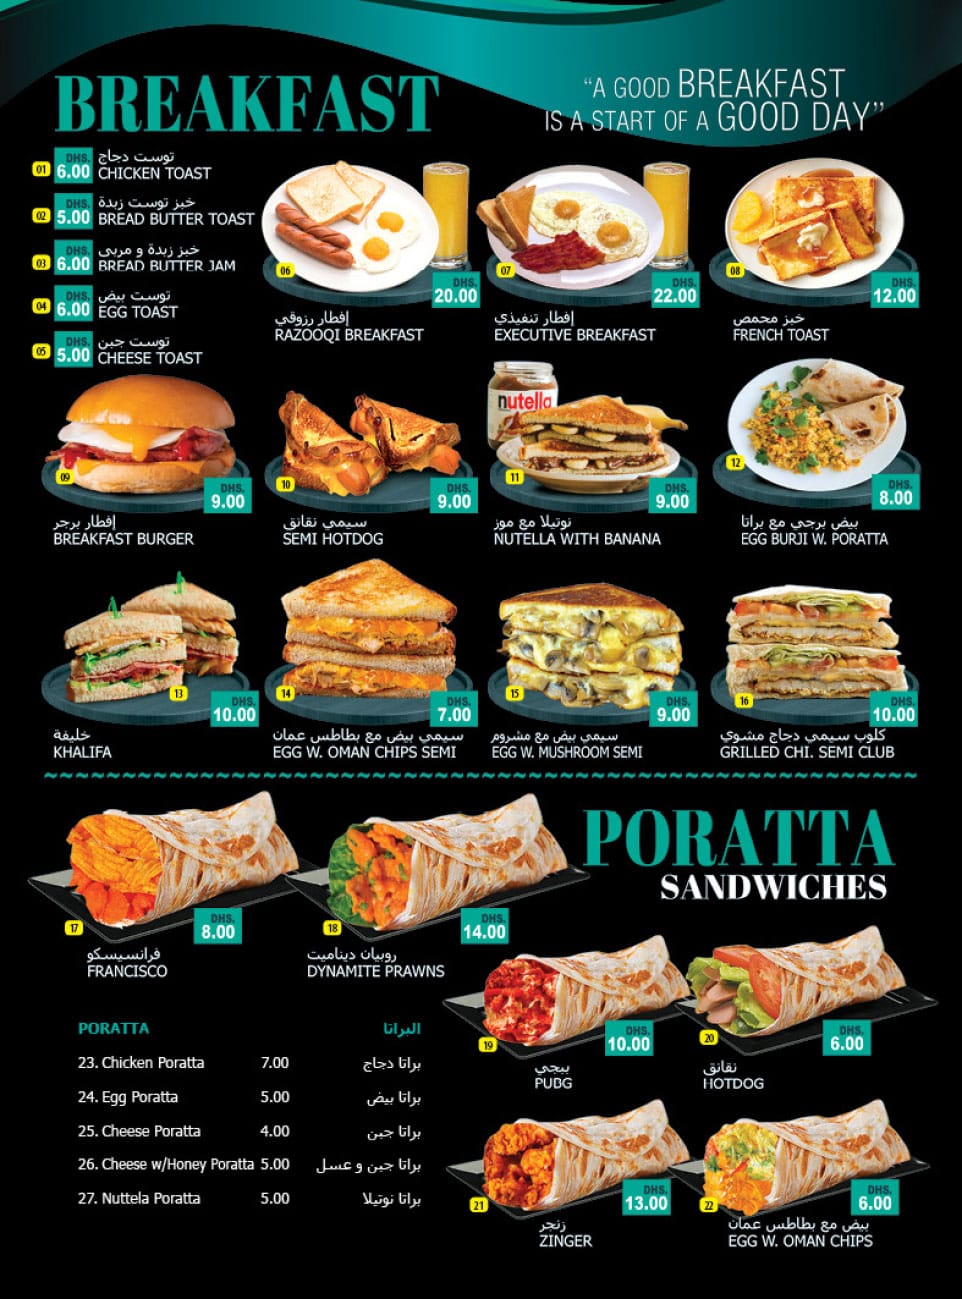 BREAKFAST
“A GOOD BREAKFAST
IS A START OF A GOOD DAY”
01 DHS. 6.00 توست دجاج
CHICKEN TOAST
02 DHS. 5.00 خبز توست زبدة
BREAD BUTTER TOAST
03 DHS. 6.00 خبز زبدة و مربى
BREAD BUTTER JAM
04 DHS. 6.00 توست بيض
EGG TOAST
05 DHS. 5.00 توست جبن
CHEESE TOAST
06
DHS.
20.00
إفطار رزوقي
RAZOOQI BREAKFAST
07
DHS.
22.00
إفطار تنفيذي
EXECUTIVE BREAKFAST
08
DHS.
12.00
خبز محمص
FRENCH TOAST
09
DHS.
9.00
إفطار برجر
BREAKFAST BURGER
10
DHS.
9.00
سيمي نقانق
SEMI HOTDOG
nutella
11
DHS.
9.00
نوتيلا مع موز
NUTELLA WITH BANANA
12
DHS.
8.00
بيض برجي مع براتا
EGG BURJI W. PORATTA
13
DHS.
10.00
خليفة
KHALIFA
14
DHS.
7.00
سيمي بيض مع بطاطس عمان
EGG W. OMAN CHIPS SEMI
15
DHS.
9.00
سيمي بيض مع مشروم
EGG W. MUSHROOM SEMI
16
DHS.
10.00
كلوب سيمي دجاج مشوي
GRILLED CHI. SEMI CLUB
PORATTA
SANDWICHES
17
DHS.
8.00
فرانسيسكو
FRANCISCO
18
DHS.
14.00
روبيان ديناميت
DYNAMITE PRAWNS
19
DHS.
10.00
ببجي
PUBG
20
DHS.
6.00
نقانق
HOTDOG
21
DHS.
13.00
زنجر
ZINGER
22
DHS.
6.00
بيض مع بطاطس عمان
EGG W. OMAN CHIPS
PORATTA البراتا
23. Chicken Poratta 7.00 براتا دجاج
24. Egg Poratta 5.00 براتا بيض
25. Cheese Poratta 4.00 براتا جبن
26. Cheese w/Honey Poratta 5.00 براتا جبن و عسل
27. Nuttela Poratta 5.00 براتا نوتيلا